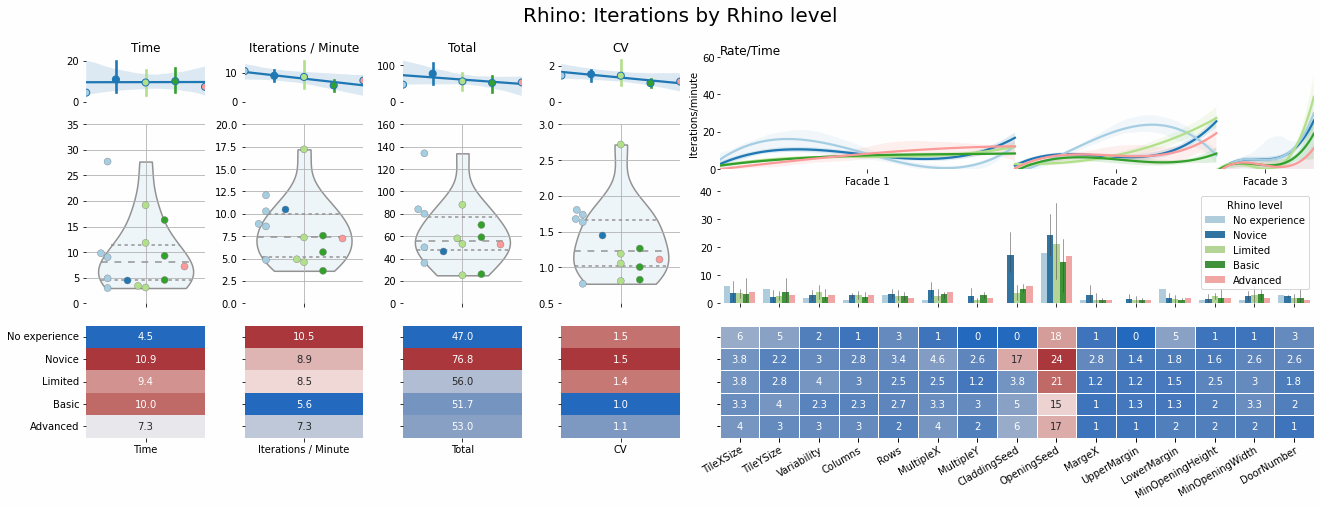 Rhino: Iterations by Rhino level
Time
Iterations / Minute
Total
CV
Rate/Time
20
0
10
0
100
0
2
0
60
40
20
0
Iterations/minute
Facade 1
Facade 2
Facade 3
35
30
25
20
15
10
5
0
20.0
17.5
15.0
12.5
10.0
7.5
5.0
2.5
0.0
160
140
120
100
80
60
40
20
0
3.0
2.5
2.0
1.5
1.0
0.5
40
30
20
10
0
Rhino level
No experience
Novice
Limited
Basic
Advanced
No experience 4.5 10.5 47.0 1.5 6 5 2 1 3 1 0 0 18 1 0 5 1 1 3
Novice 10.9 8.9 76.8 1.5 3.8 2.2 3 2.8 3.4 4.6 2.6 17 24 2.8 1.4 1.8 1.6 2.6 2.6
Limited 9.4 8.5 56.0 1.4 3.8 2.8 4 3 2.5 2.5 1.2 3.8 21 1.2 1.2 1.5 2.5 3 1.8
Basic 10.0 5.6 51.7 1.0 3.3 4 2.3 2.3 2.7 3.3 3 5 15 1 1.3 1.3 2 3.3 2
Advanced 7.3 7.3 53.0 1.1 4 3 3 3 2 4 2 6 17 1 1 2 2 2 1
Time
Iterations / Minute
Total
CV
TileXSize
TileYSize
Variability
Columns
Rows
MultipleX
MultipleY
CladdingSeed
OpeningSeed
MargeX
UpperMargin
LowerMargin
MinOpeningHeight
MinOpeningWidth
DoorNumber